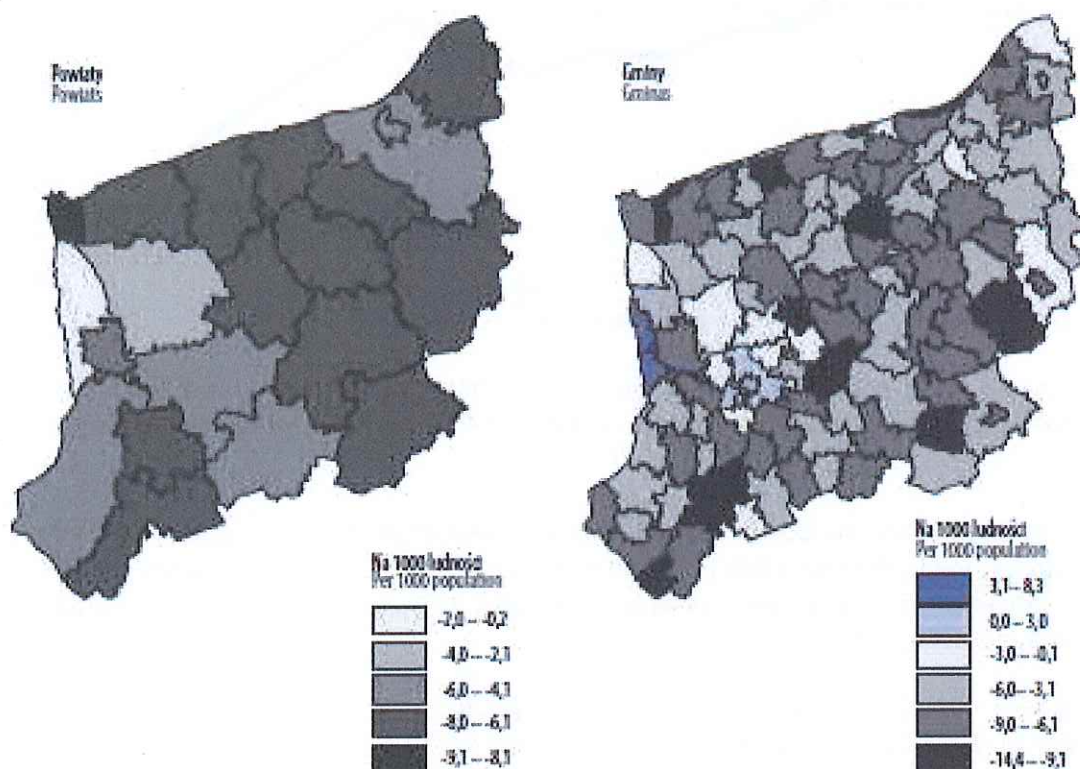 Powiaty
Powiats
Gminy
Gminas
Na 1000 ludności
Per 1000 population
-2,0 – -0,2
-4,0 – -2,1
-6,0 – -4,1
-8,0 – -6,1
-9,1 – -8,1
Na 1000 ludności
Per 1000 population
3,1 – 8,3
0,0 – 3,0
-3,0 – -0,1
-6,0 – -3,1
-9,0 – -6,1
-14,4 – -9,1